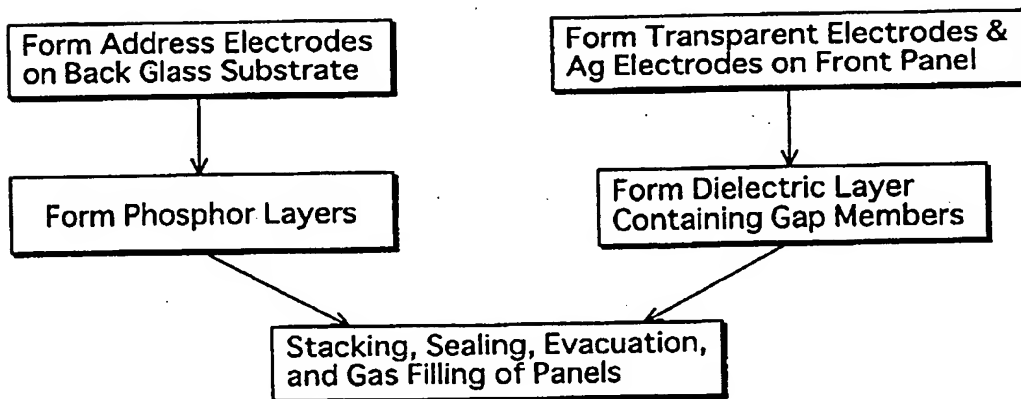 Form Address Electrodes
on Back Glass Substrate
Form Transparent Electrodes &
Ag Electrodes on Front Panel
Form Phosphor Layers
Form Dielectric Layer
Containing Gap Members
Stacking, Sealing, Evacuation,
and Gas Filling of Panels